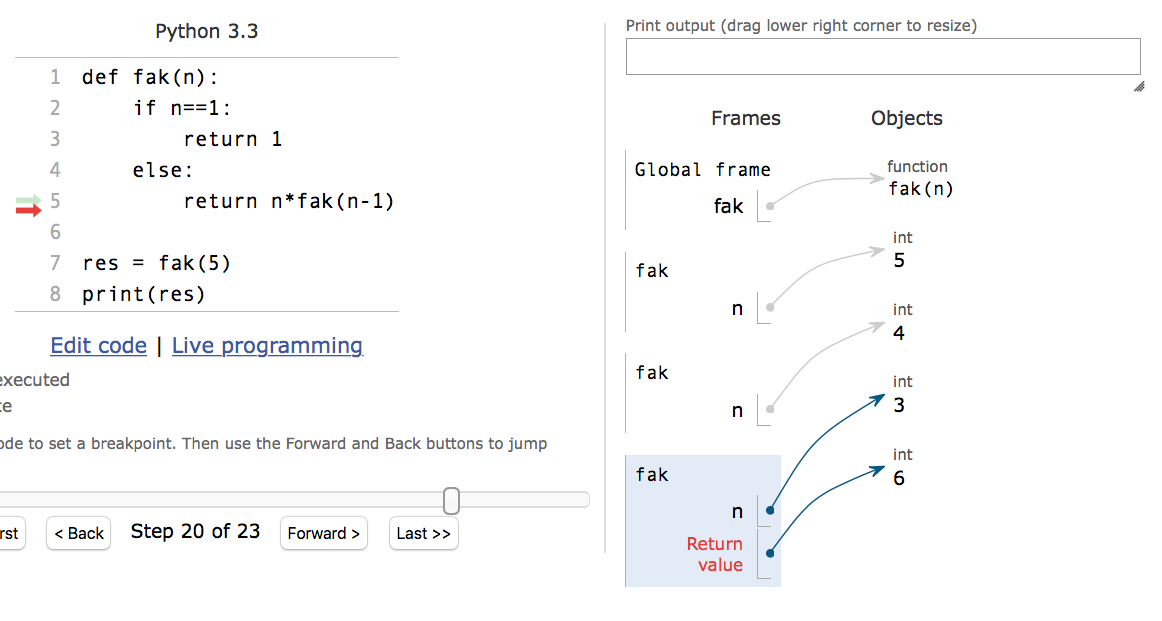 Python 3.3
1 def fak(n):
2     if n==1:
3         return 1
4     else:
5         return n*fak(n-1)
6
7 res = fak(5)
8 print(res)
Edit code | Live programming
executed
ode to set a breakpoint. Then use the Forward and Back buttons to jump
rst
< Back
Step 20 of 23
Forward >
Last >>
Print output (drag lower right corner to resize)
Frames
Objects
Global frame
fak
function
fak(n)
fak
n
int
5
fak
n
int
4
fak
n
int
3
Return
value
int
6